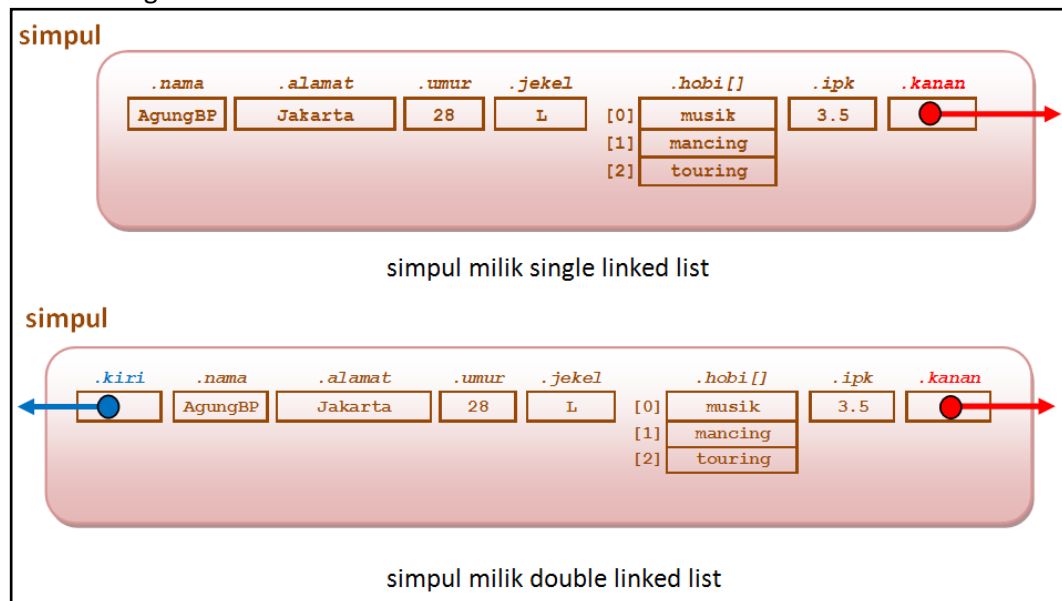 simpul
.nama .alamat .umur .jekel .hobi[] .ipk .kanan
AgungBP Jakarta 28 L [0] musik 3.5
[1] mancing
[2] touring
simpul milik single linked list
simpul
.kiri .nama .alamat .umur .jekel .hobi[] .ipk .kanan
AgungBP Jakarta 28 L [0] musik 3.5
[1] mancing
[2] touring
simpul milik double linked list